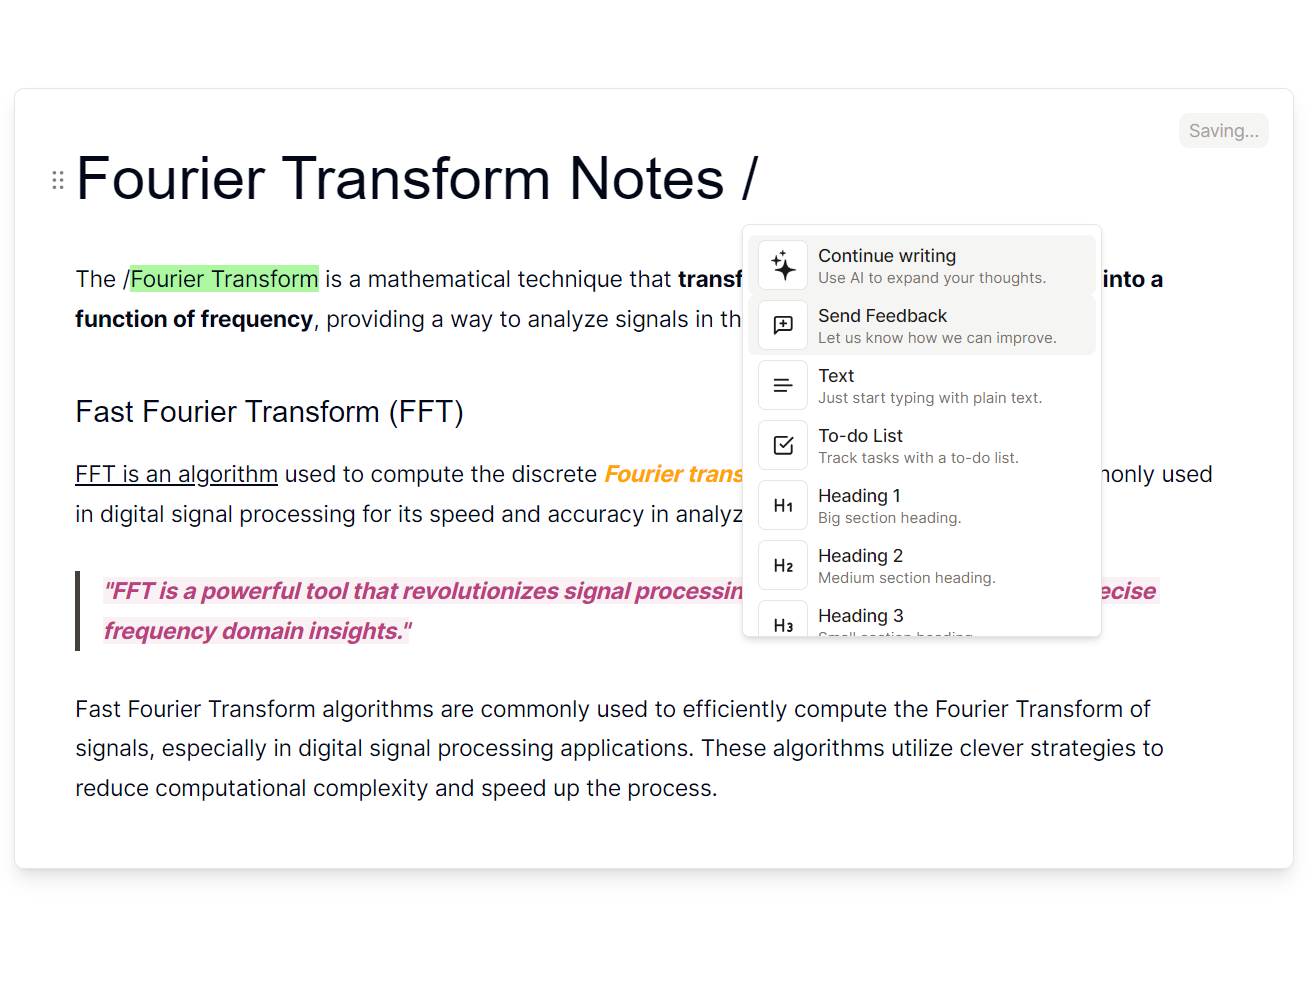 Saving...
Fourier Transform Notes /
The /Fourier Transform is a mathematical technique that transf into a
function of frequency, providing a way to analyze signals in th
Fast Fourier Transform (FFT)
FFT is an algorithm used to compute the discrete Fourier trans monly used
in digital signal processing for its speed and accuracy in analyz
"FFT is a powerful tool that revolutionizes signal processin ecise
frequency domain insights."
Fast Fourier Transform algorithms are commonly used to efficiently compute the Fourier Transform of
signals, especially in digital signal processing applications. These algorithms utilize clever strategies to
reduce computational complexity and speed up the process.
Continue writing
Use AI to expand your thoughts.
Send Feedback
Let us know how we can improve.
Text
Just start typing with plain text.
To-do List
Track tasks with a to-do list.
H1
Heading 1
Big section heading.
H2
Heading 2
Medium section heading.
H3
Heading 3
Small section heading.